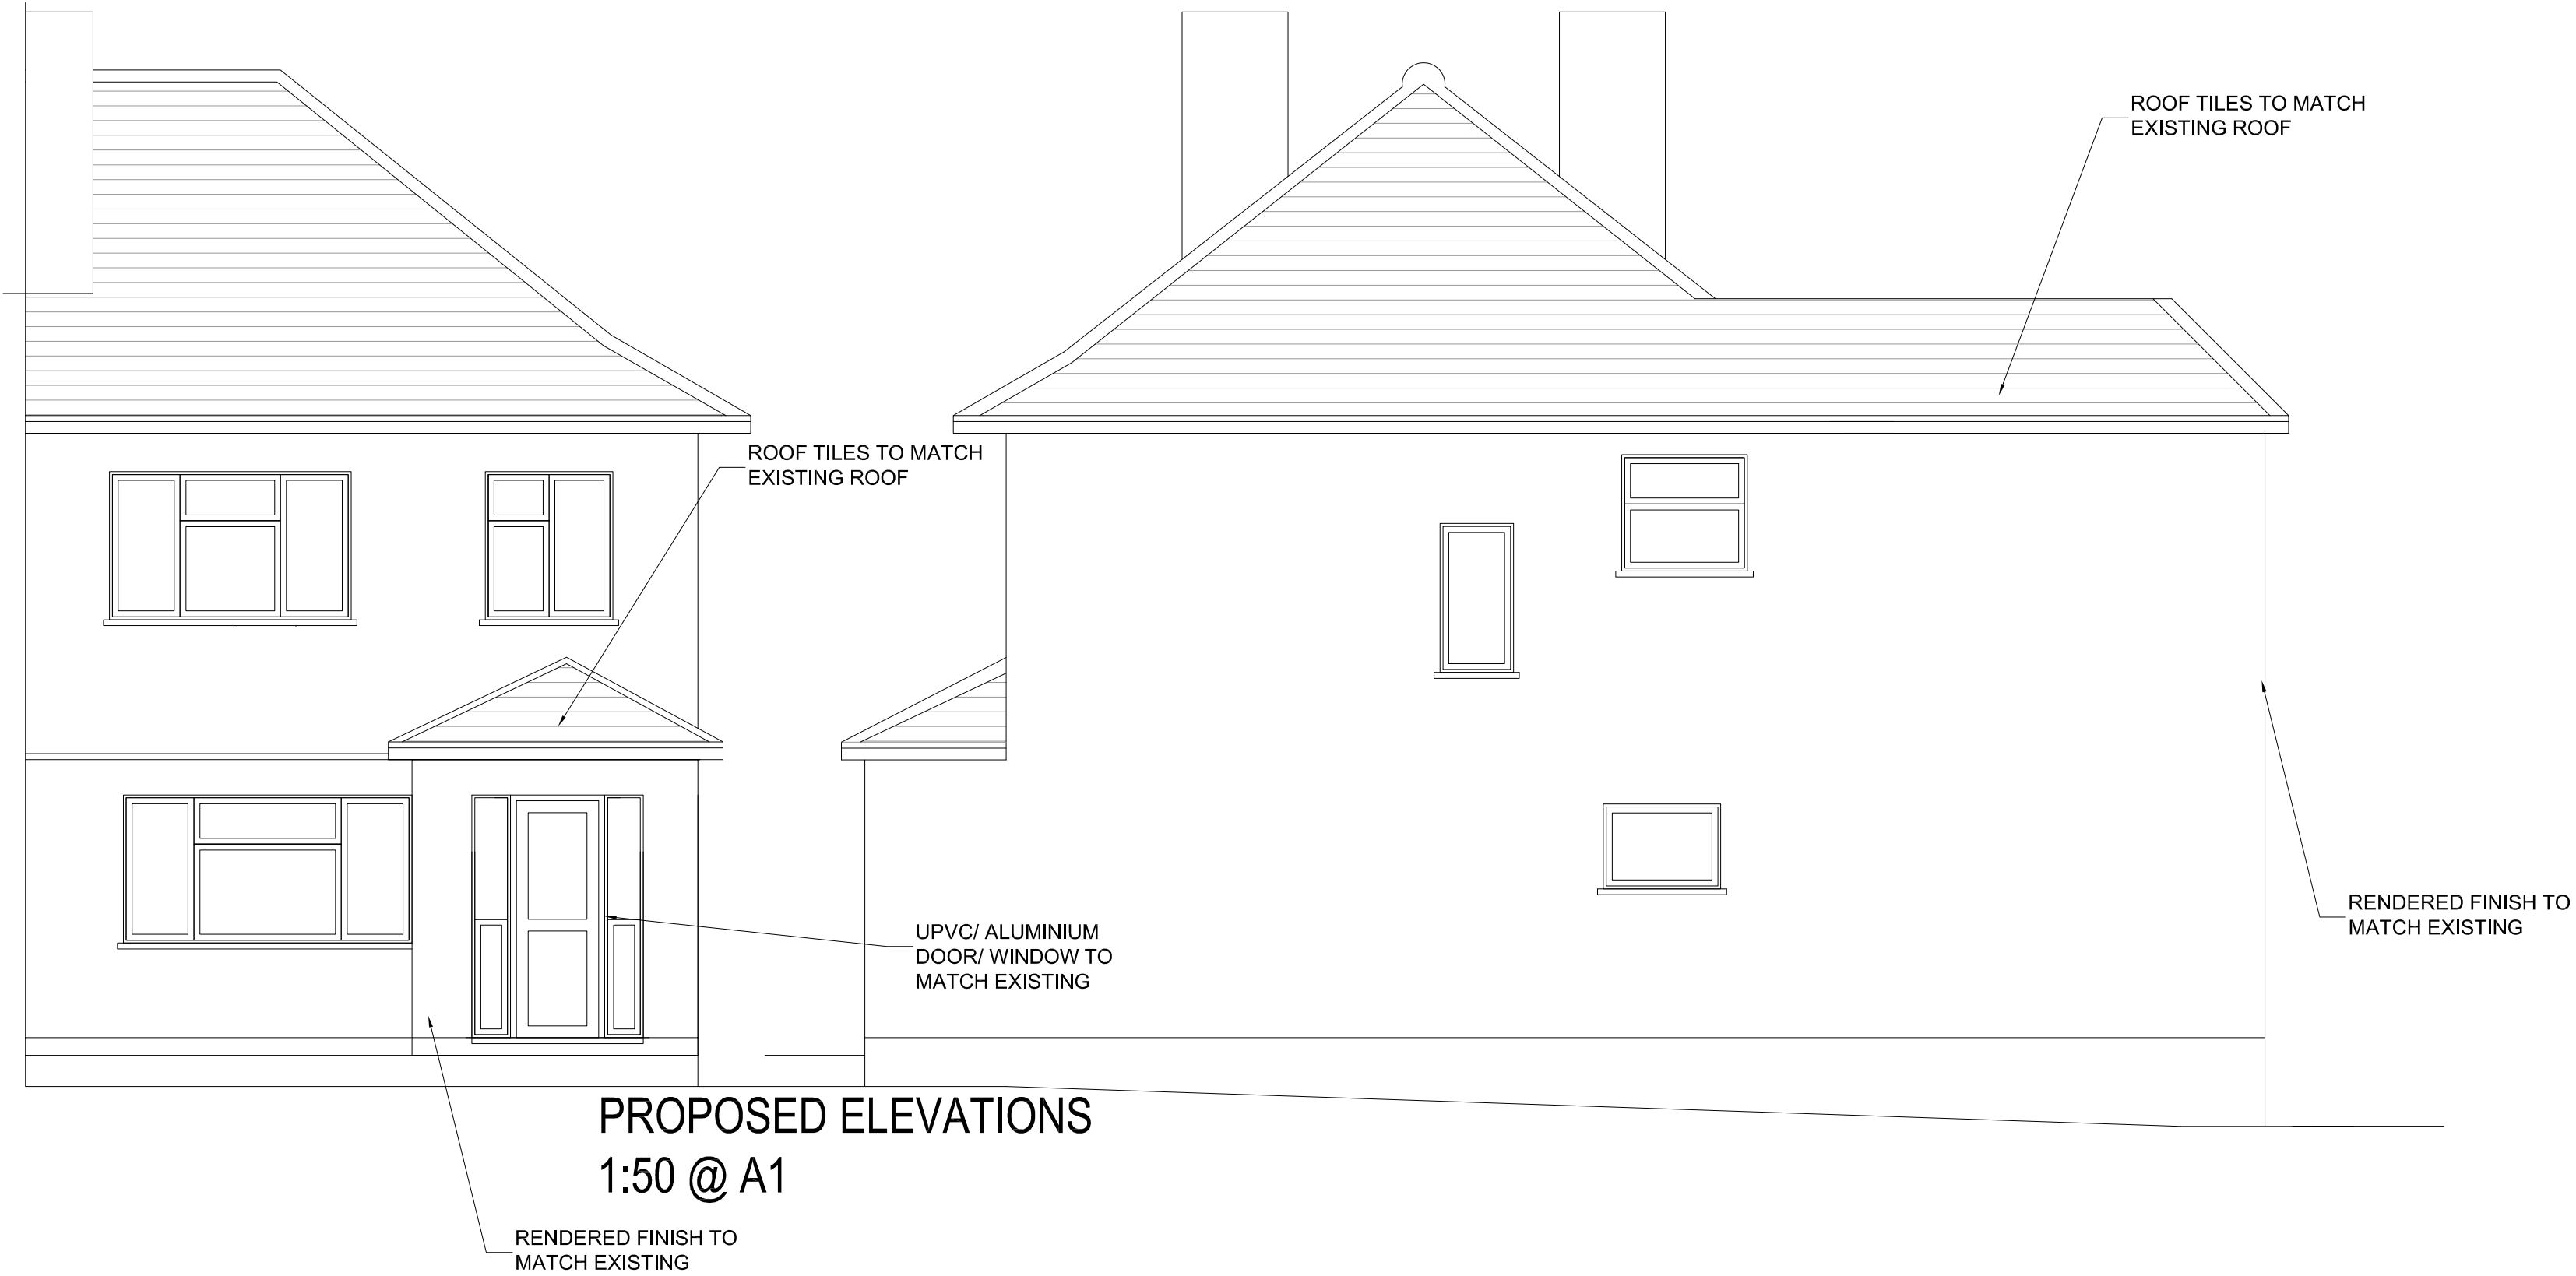 ROOF TILES TO MATCH
EXISTING ROOF
ROOF TILES TO MATCH
EXISTING ROOF
UPVC/ ALUMINIUM
DOOR/ WINDOW TO
MATCH EXISTING
RENDERED FINISH TO
MATCH EXISTING
PROPOSED ELEVATIONS
1:50 @ A1
RENDERED FINISH TO
MATCH EXISTING